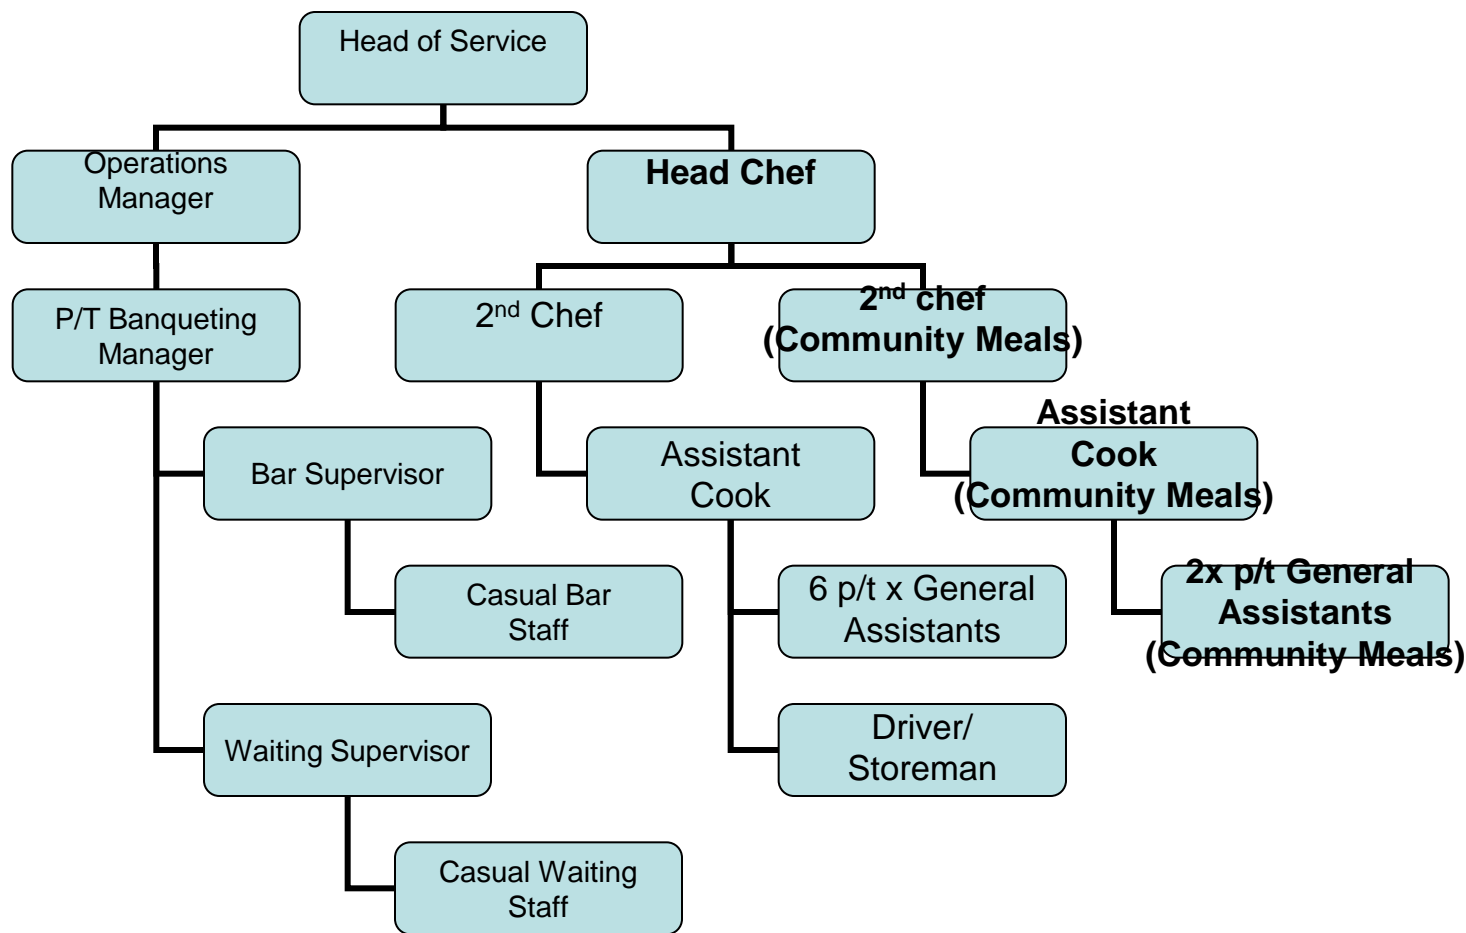 Head of Service
Operations
Manager
Head Chef
P/T Banqueting
Manager
2nd Chef
2nd chef
(Community Meals)
Bar Supervisor
Assistant
Cook
Assistant
Cook
(Community Meals)
Casual Bar
Staff
6 p/t x General
Assistants
2x p/t General
Assistants
(Community Meals)
Waiting Supervisor
Driver/
Storeman
Casual Waiting
Staff